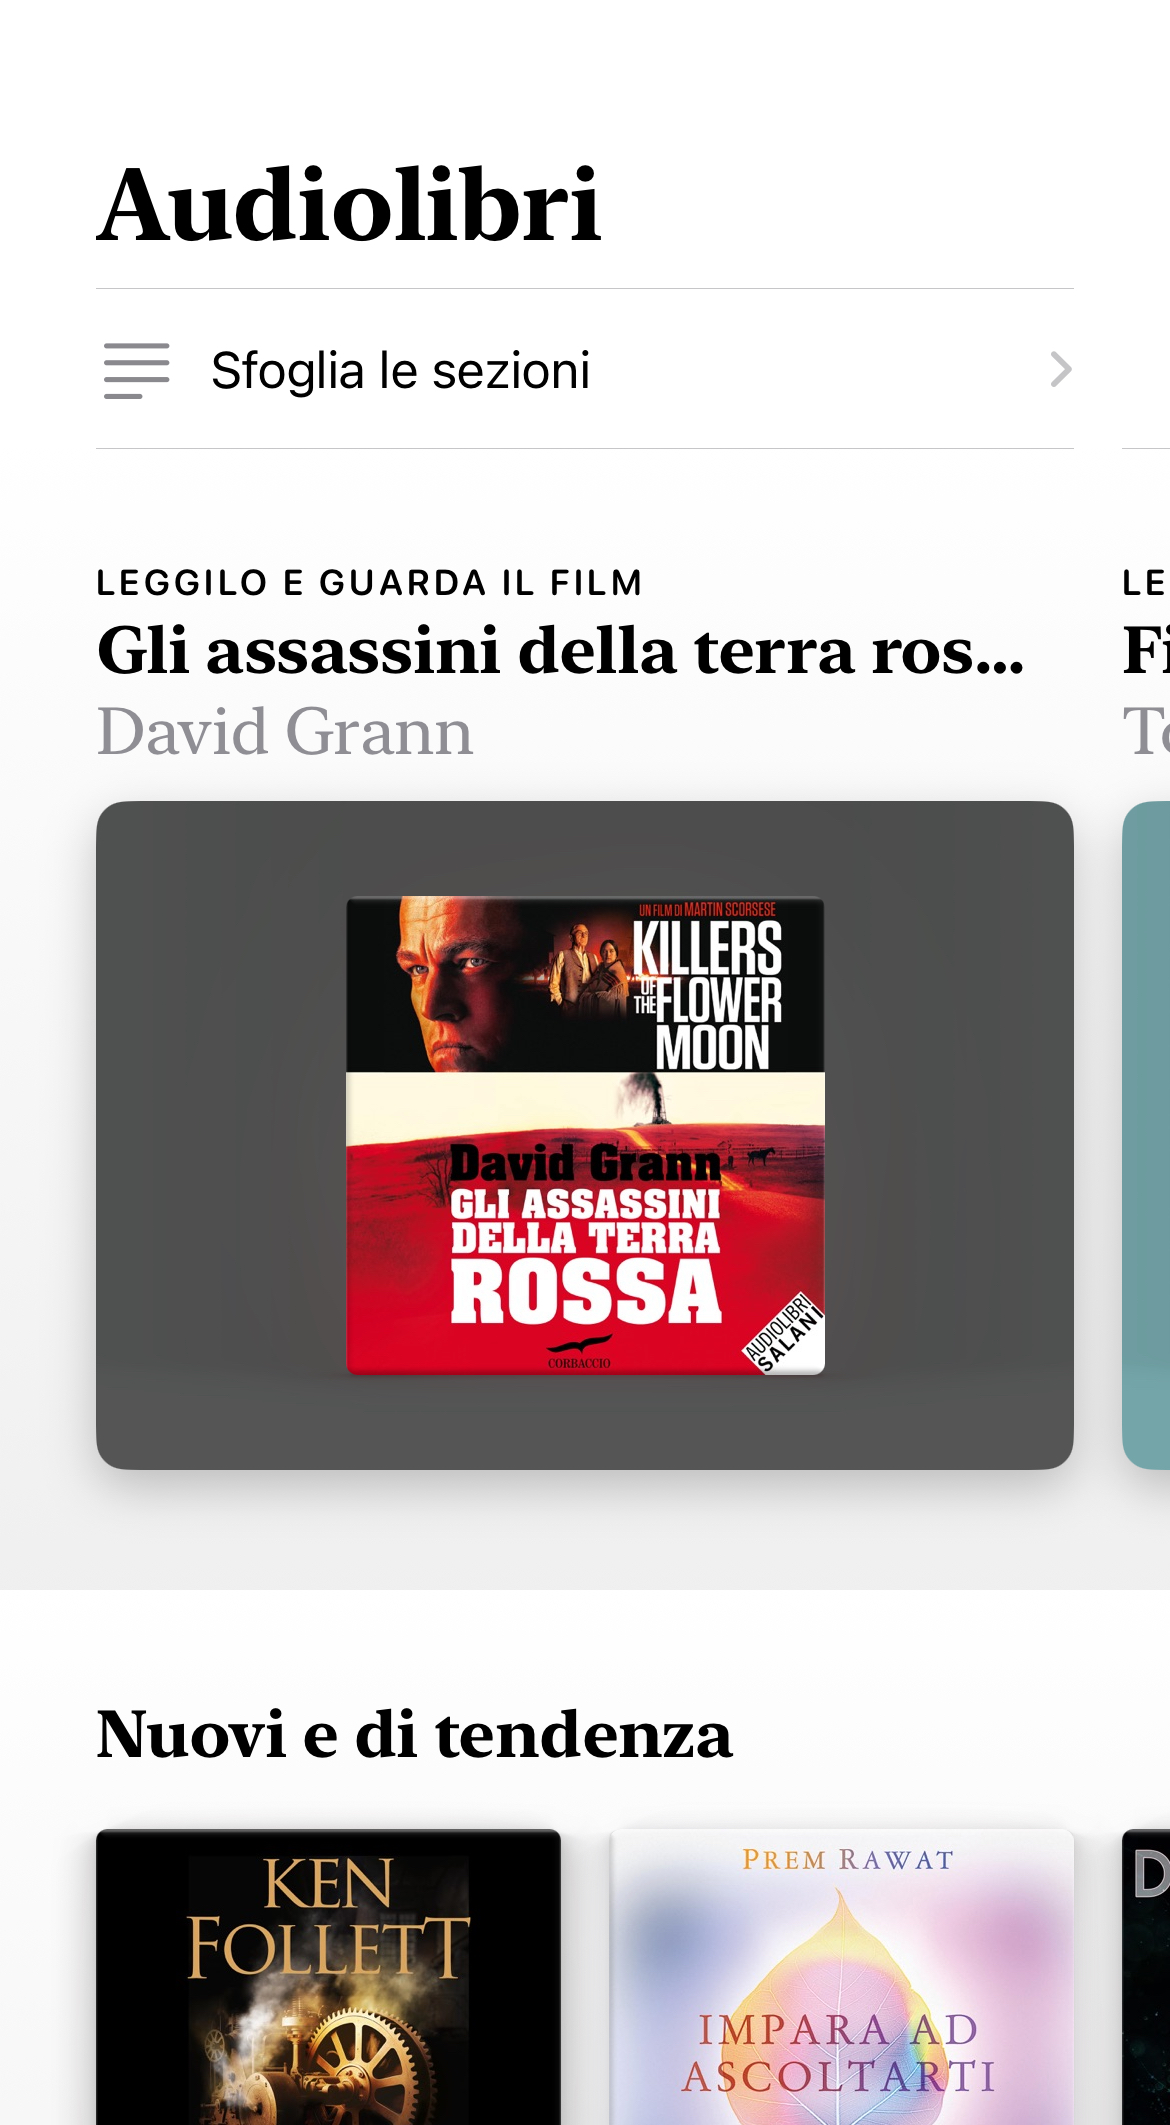 Audiolibri
Sfoglia le sezioni
LEGGILO E GUARDA IL FILM
Gli assassini della terra ros...
David Grann
LE
Fi
To
UN FILM DI MARTIN SCORSESE
KILLERS
OF THE FLOWER
MOON
David Grann
GLI ASSASSINI
DELLA TERRA
ROSSA
CORBACCIO
AUDIOLIBRI
SALANI
Nuovi e di tendenza
KEN
FOLLETT
PREM RAWAT
IMPARA AD
ASCOLTARTI
D